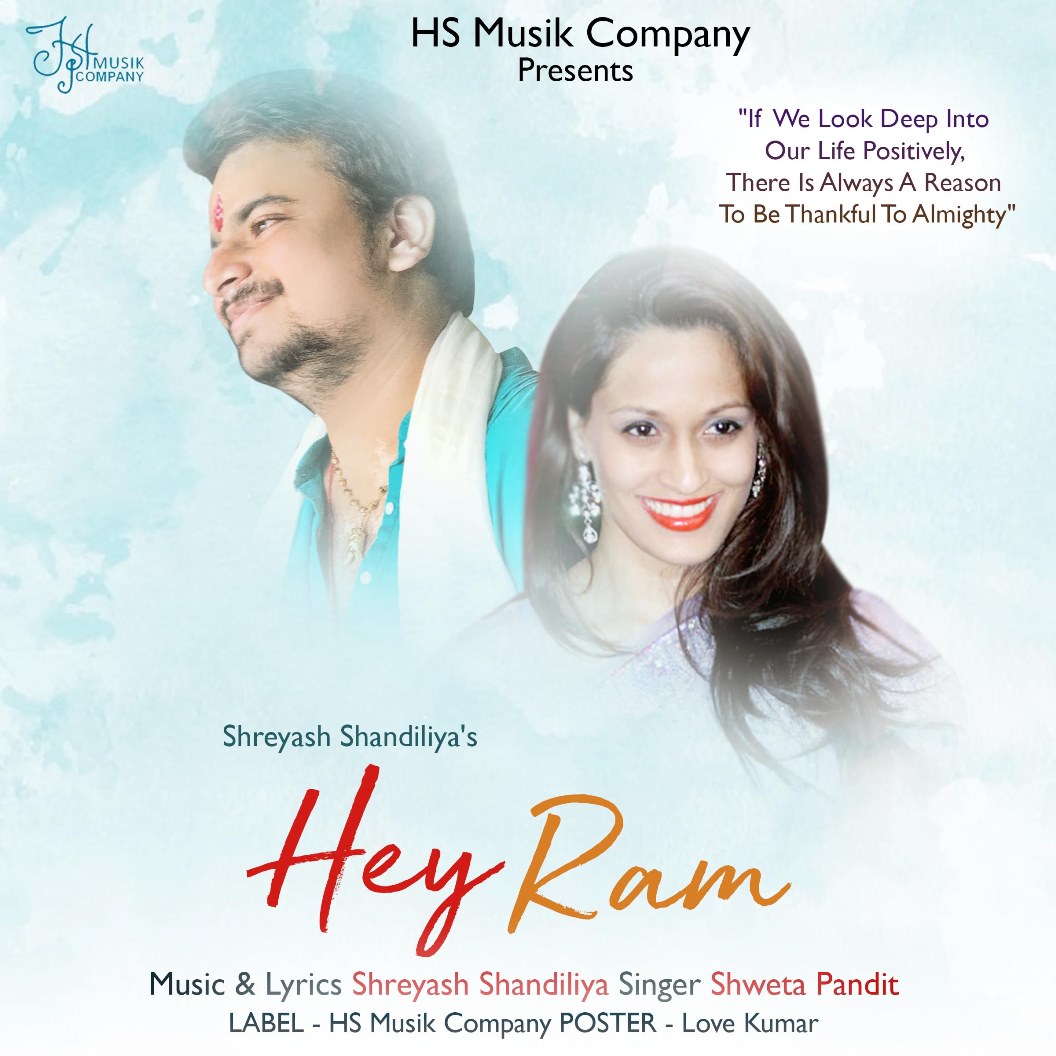 HS MUSIK
COMPANY
HS Musik Company
Presents
"If We Look Deep Into
Our Life Positively,
There Is Always A Reason
To Be Thankful To Almighty"
Shreyash Shandiliya's
Hey Ram
Music & Lyrics Shreyash Shandiliya Singer Shweta Pandit
LABEL - HS Musik Company POSTER - Love Kumar